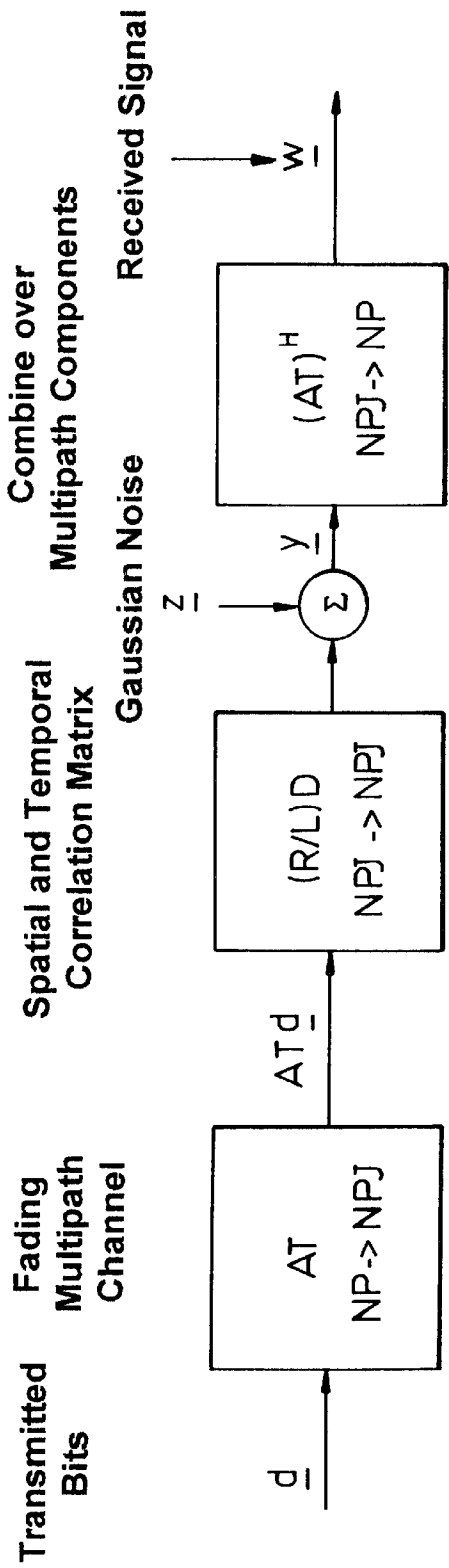 Transmitted
Bits
d
Fading
Multipath
Channel
AT
NP -> NPJ
AT d
Spatial and Temporal
Correlation Matrix
(R/L) D
NPJ -> NPJ
Gaussian Noise
z
Σ
y
Combine over
Multipath Components
(AT)^H
NPJ -> NP
Received Signal
w